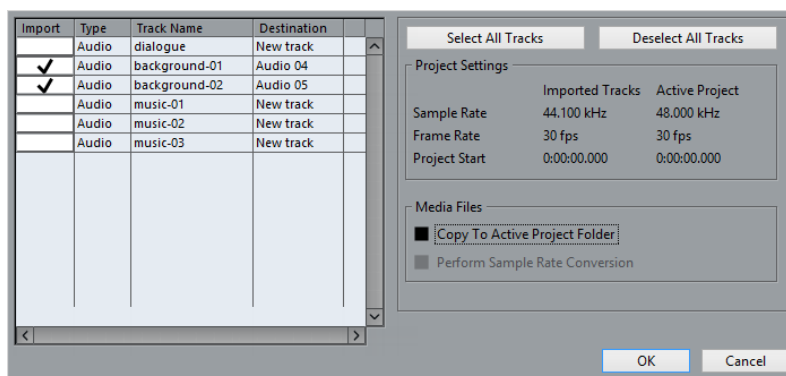 Import Type Track Name Destination
Audio dialogue New track
Audio background-01 Audio 04
Audio background-02 Audio 05
Audio music-01 New track
Audio music-02 New track
Audio music-03 New track
Select All Tracks Deselect All Tracks
Project Settings
Imported Tracks Active Project
Sample Rate 44.100 kHz 48.000 kHz
Frame Rate 30 fps 30 fps
Project Start 0:00:00.000 0:00:00.000
Media Files
Copy To Active Project Folder
Perform Sample Rate Conversion
OK Cancel